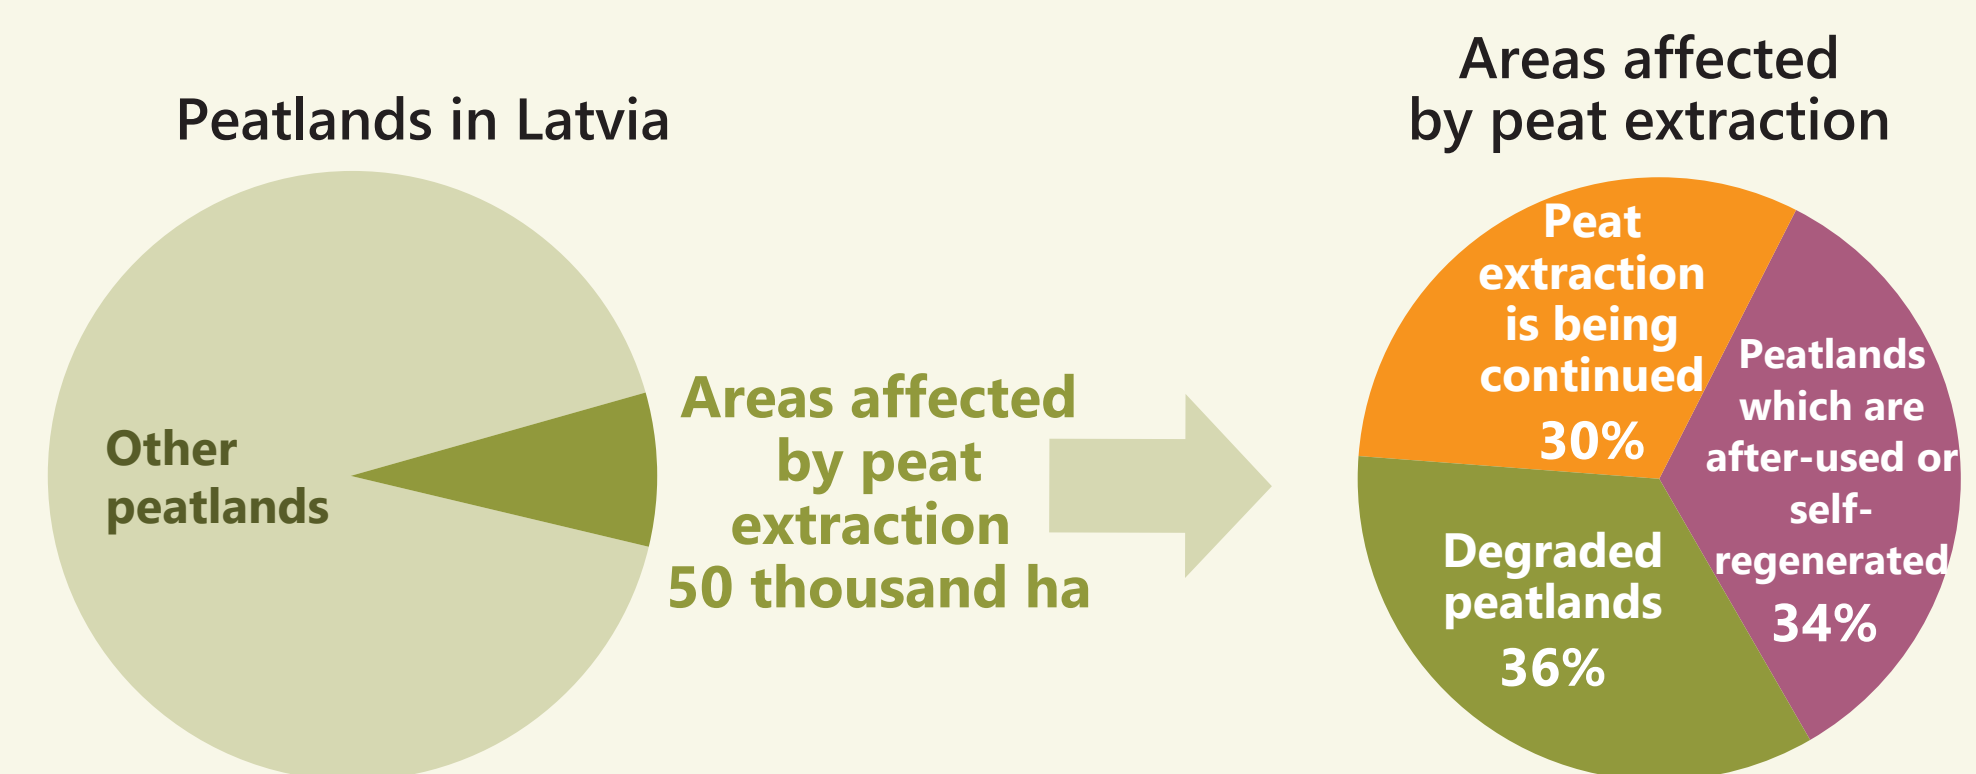 Peatlands in Latvia
Other
peatlands
Areas affected
by peat
extraction
50 thousand ha
Areas affected
by peat extraction
Peat
extraction
is being
continued
30%
Peatlands
which are
after-used or
self-
regenerated
34%
Degraded
peatlands
36%